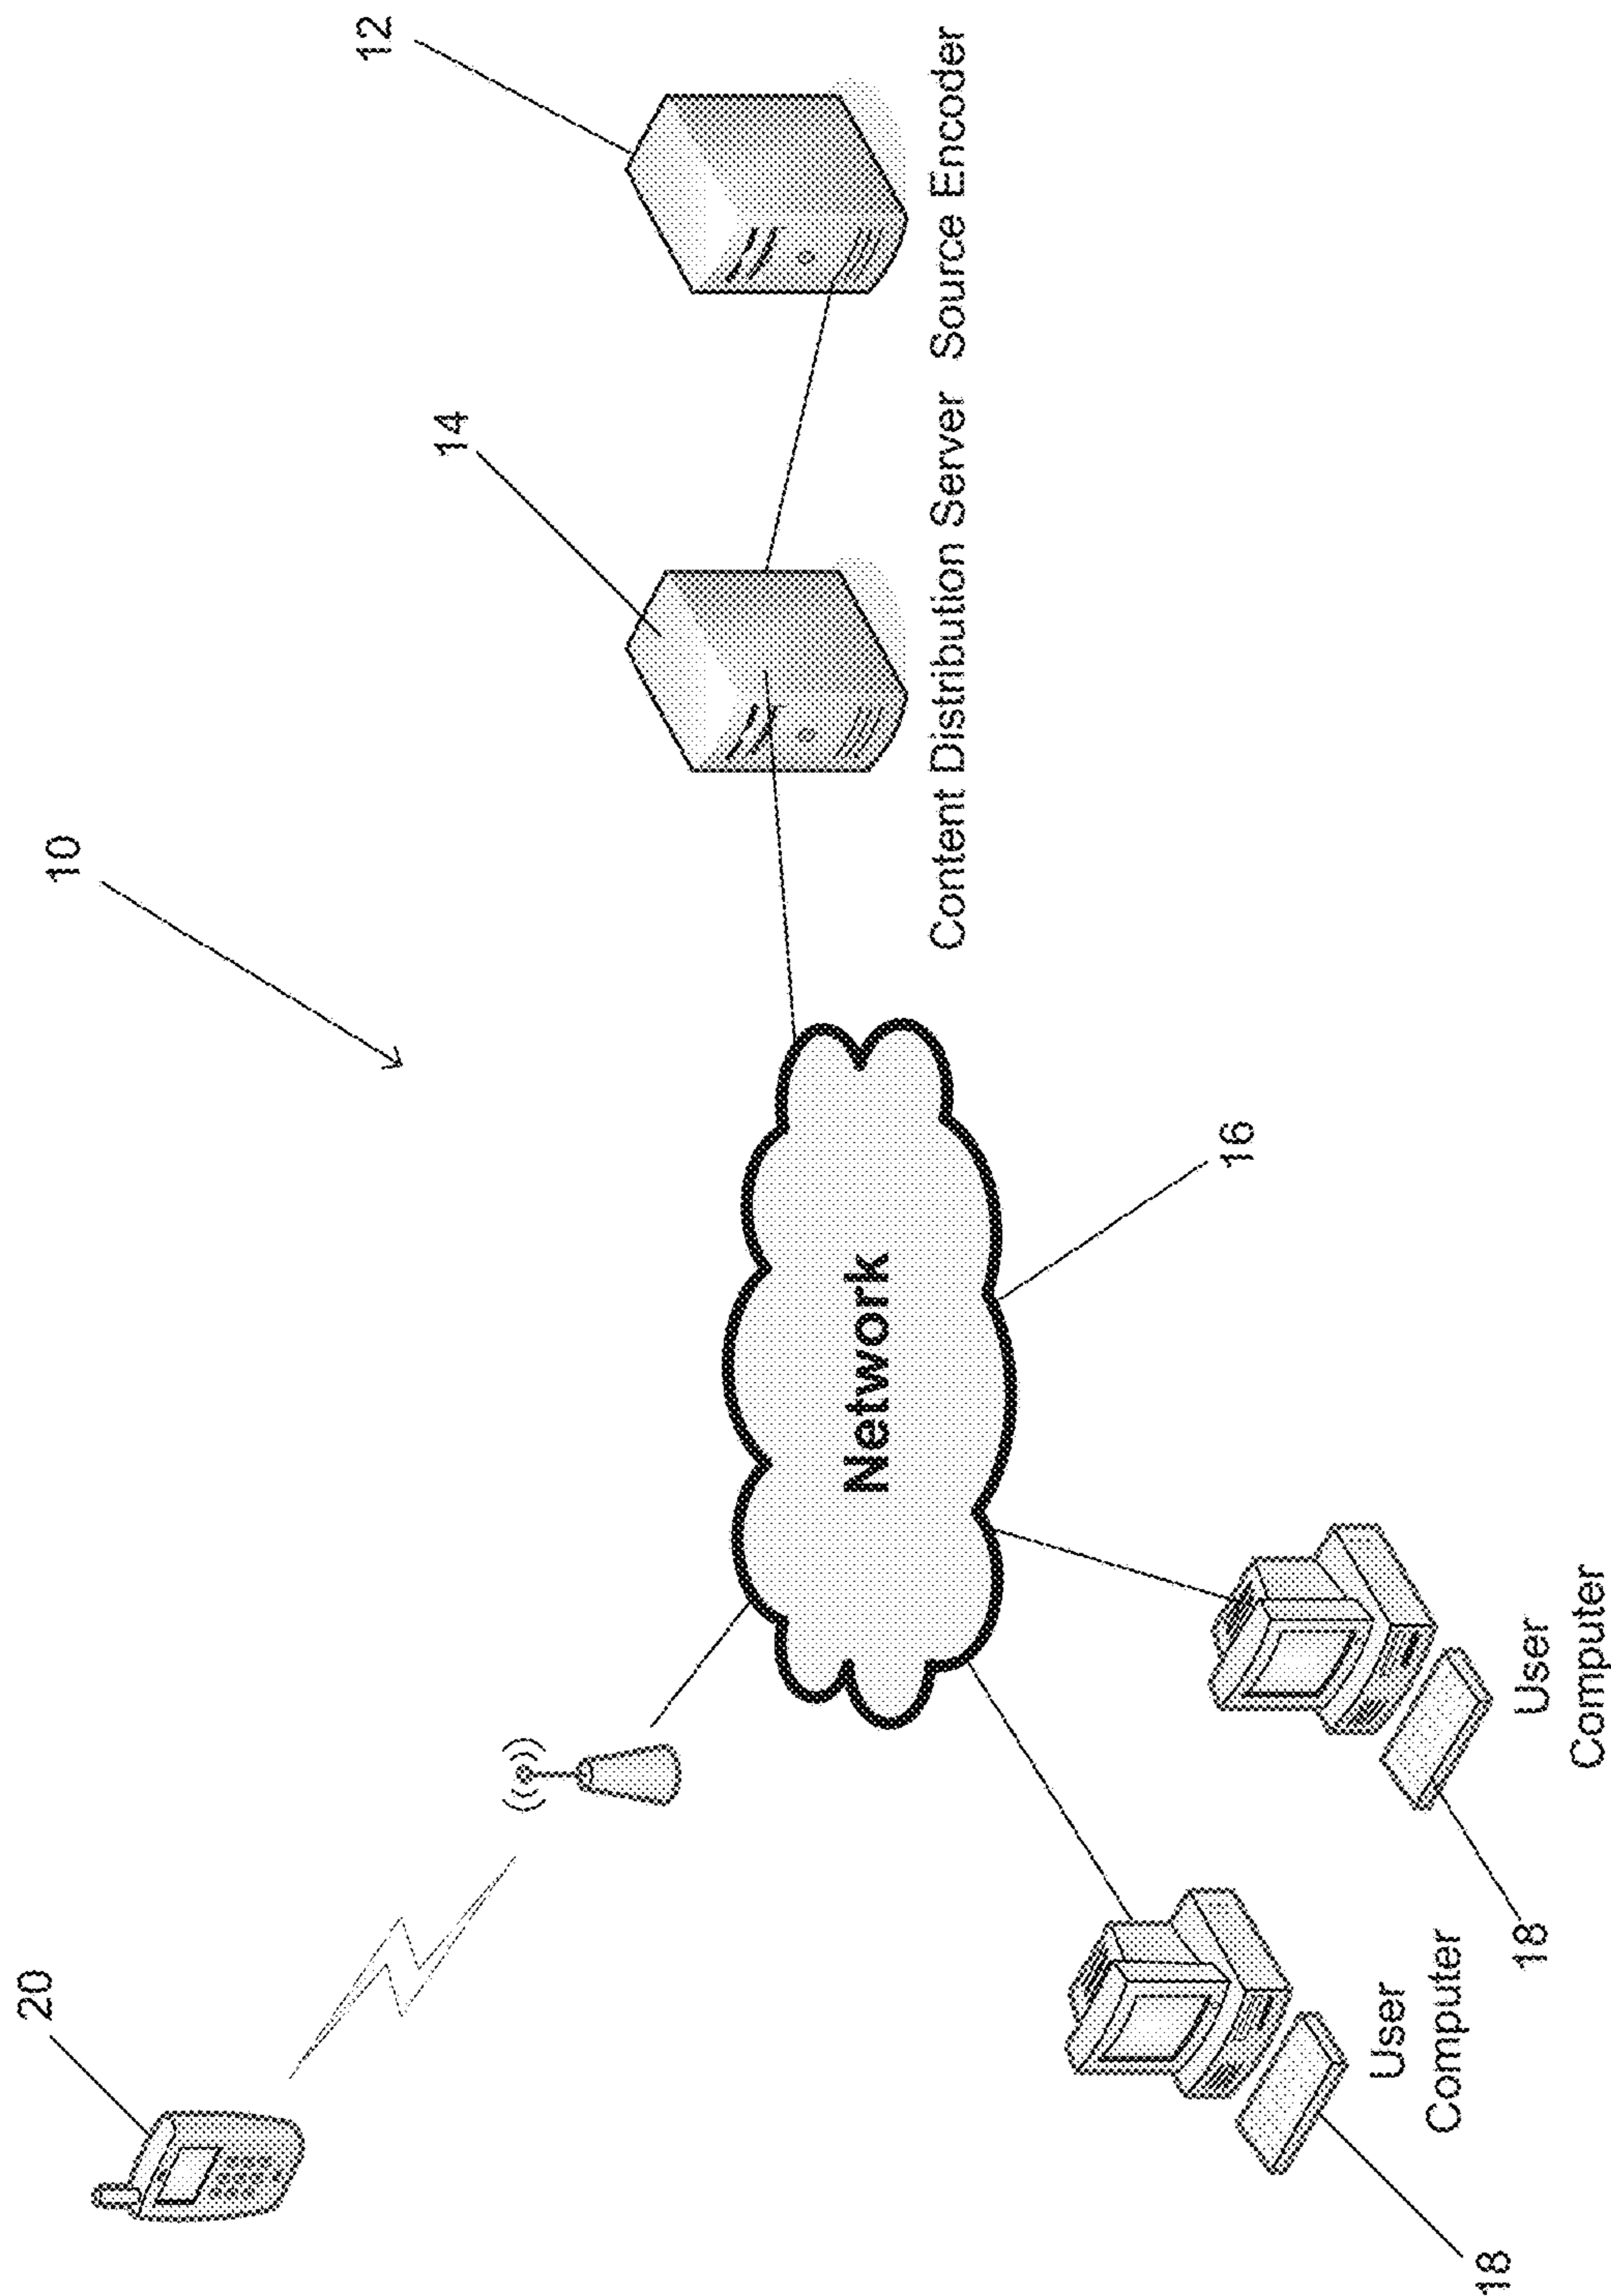 10
12
14
Source Encoder
Content Distribution Server
Network
16
20
User
Computer
18
User
Computer
18